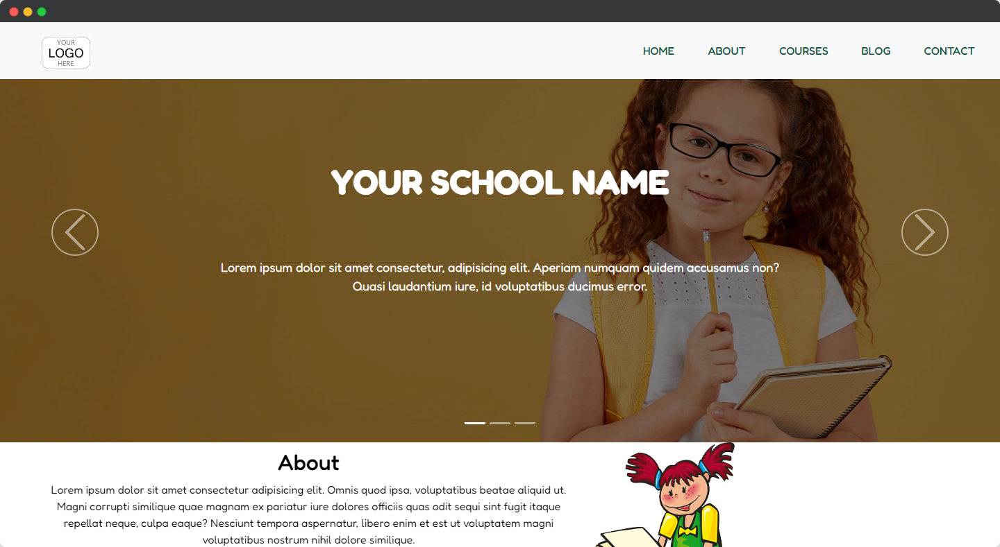 YOUR
LOGO
HERE
HOME
ABOUT
COURSES
BLOG
CONTACT
YOUR SCHOOL NAME
Lorem ipsum dolor sit amet consectetur, adipisicing elit. Aperiam numquam quidem accusamus non?
Quasi laudantium iure, id voluptatibus ducimus error.
About
Lorem ipsum dolor sit amet consectetur adipisicing elit. Omnis quod ipsa, voluptatibus beatae aliquid ut.
Magni corrupti similique quae magnam ex pariatur iure dolores officiis quas odit sequi sint fugit itaque
repellat neque, culpa eaque? Nesciunt tempora aspernatur, libero enim et est ut voluptatem magni
voluptatibus nostrum nihil dolore similique.